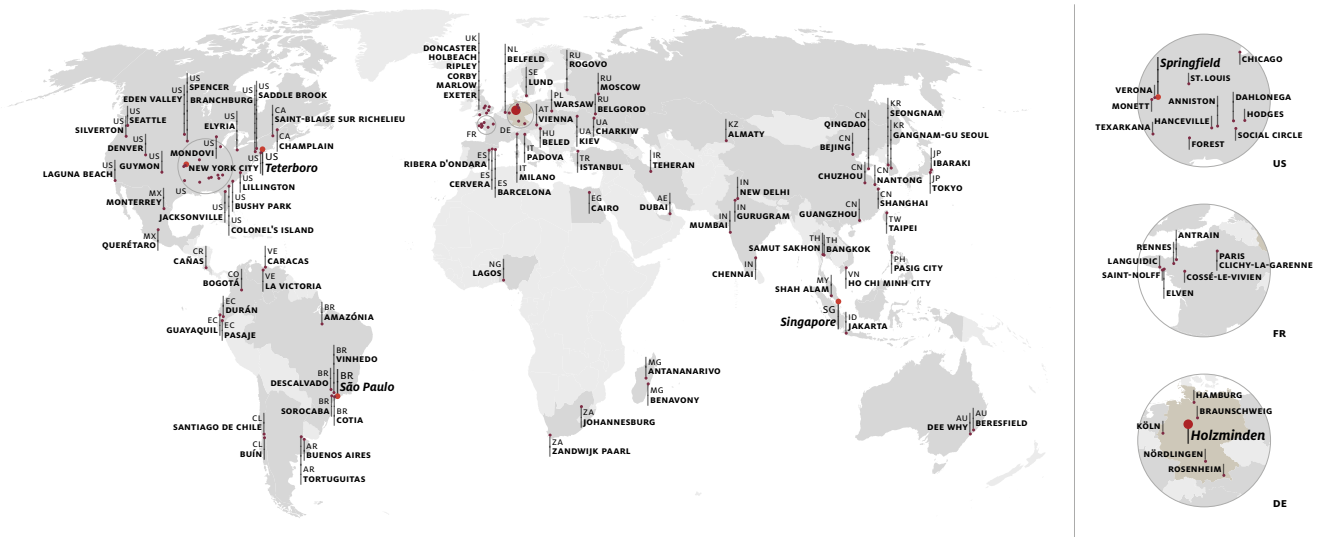 US
SPENCER
EDEN VALLEY
US
BRANCHBURG
US
SADDLE BROOK
US
SEATTLE
SILVERTON
US
CA
SAINT-BLAISE SUR RICHELIEU
US
ELYRIA
CA
CHAMPLAIN
US
DENVER
US
MONDOVI
US
GUYMON
US
NEW YORK CITY
US
Teterboro
US
LAGUNA BEACH
US
LILLINGTON
US
MX
MONTERREY
US
BUSHY PARK
US
JACKSONVILLE
US
COLONEL'S ISLAND
MX
QUERÉTARO
CR
CAÑAS
VE
CARACAS
CO
BOGOTÁ
VE
LA VICTORIA
EC
DURÁN
EC
GUAYAQUIL
EC
PASAJE
BR
AMAZÓNIA
BR
VINHEDO
BR
DESCALVADO
BR
São Paulo
BR
SOROCABA
BR
COTIA
CL
SANTIAGO DE CHILE
CL
BUÍN
AR
BUENOS AIRES
AR
TORTUGUITAS
UK
DONCASTER
HOLBEACH
RIPLEY
CORBY
MARLOW
EXETER
NL
BELFELD
SE
LUND
RU
ROGOVO
RU
MOSCOW
PL
WARSAW
RU
BELGOROD
AT
VIENNA
UA
CHARKIW
FR
DE
HU
BELED
UA
KIEV
IT
PADOVA
IT
MILANO
ES
RIBERA D'ONDARA
ES
CERVERA
ES
BARCELONA
TR
ISTANBUL
IR
TEHERAN
EG
CAIRO
AE
DUBAI
NG
LAGOS
MG
ANTANANARIVO
MG
BENAVONY
ZA
JOHANNESBURG
ZA
ZANDWIJK PAARL
KZ
ALMATY
IN
NEW DELHI
IN
GURUGRAM
IN
MUMBAI
IN
CHENNAI
KR
SEONGNAM
CN
QINGDAO
KR
GANGNAM-GU SEOUL
CN
BEJING
JP
IBARAKI
CN
CHUZHOU
CN
NANTONG
JP
TOKYO
CN
SHANGHAI
CN
GUANGZHOU
TW
TAIPEI
TH
SAMUT SAKHON
TH
BANGKOK
PH
PASIG CITY
VN
HO CHI MINH CITY
MY
SHAH ALAM
SG
Singapore
ID
JAKARTA
AU
DEE WHY
AU
BERESFIELD
CHICAGO
Springfield
ST. LOUIS
VERONA
MONETT
ANNISTON
DAHLONEGA
HANCEVILLE
HODGES
TEXARKANA
SOCIAL CIRCLE
FOREST
US
ANTRAIN
RENNES
PARIS
LANGUIDIC
CLICHY-LA-GARENNE
SAINT-NOLFF
COSSÉ-LE-VIVIEN
ELVEN
FR
HAMBURG
BRAUNSCHWEIG
KÖLN
Holzminden
NÖRDLINGEN
ROSENHEIM
DE